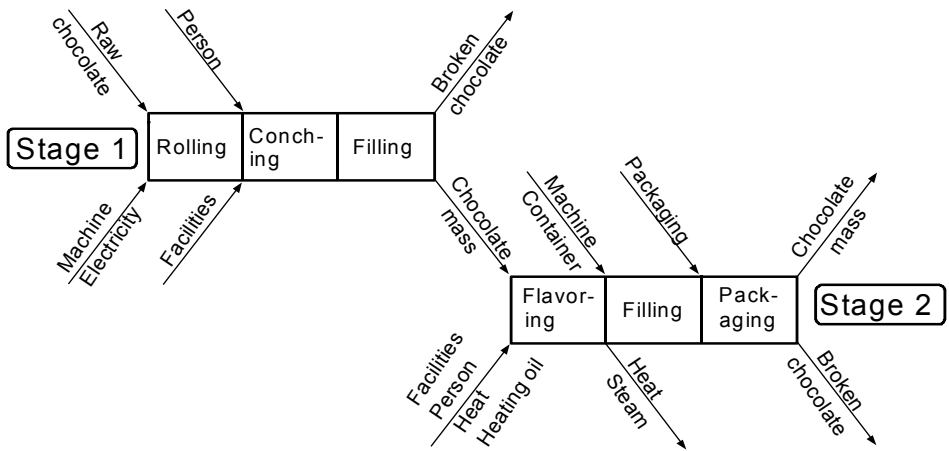 Raw
chocolate
Person
Broken
chocolate
Stage 1
Rolling
Conch-
ing
Filling
Machine
Electricity
Facilities
Chocolate
mass
Machine
Container
Packaging
Chocolate
mass
Flavor-
ing
Filling
Pack-
aging
Stage 2
Facilities
Person
Heat
Heating oil
Heat
Steam
Broken
chocolate